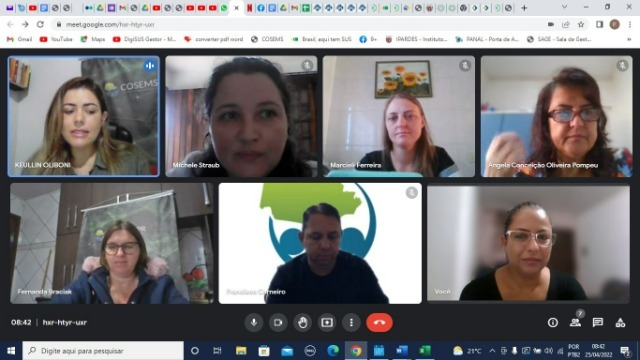 meet.google.com/hxr-htyr-uxr
Gmail YouTube Maps DigiSUS Gestor - M... converter pdf word COSEMS Brasil, aqui tem SUS IPARDES - Instituto... PANAL - Porta de A... SAGE - Sala de Gest...
COSEMS
KEULLIN OLIBONI
Michele Straub
Marcieli Ferreira
Angela Conceição Oliveira Pompeu
Fernanda Braciak
Francisco Carneiro
Você
08:42 | hxr-htyr-uxr
7
Digite aqui para pesquisar
21°C
POR
PTB2
08:42
25/04/2022